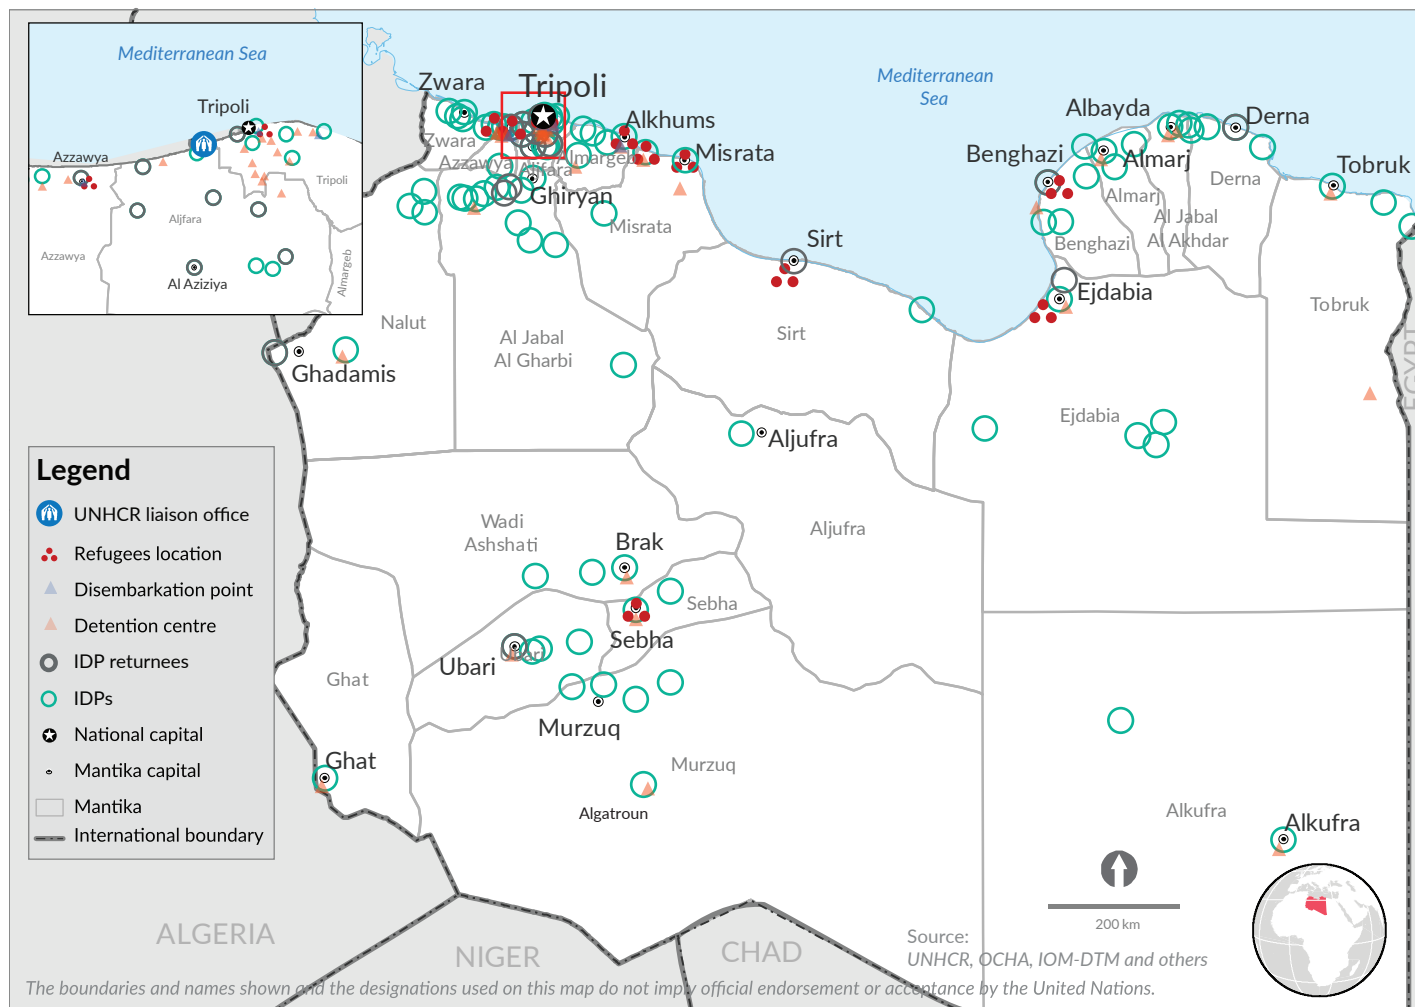 Mediterranean Sea
Tripoli
Azzawya
Tripoli
Aljfara
Azzawya
Almargeb
Al Aziziya
Mediterranean
Sea
Zwara
Tripoli
Alkhums
Misrata
Zwara
Azzawya
Almargeb
Aljfara
Ghiryan
Misrata
Albayda
Derna
Benghazi
Almarj
Tobruk
Derna
Almarj
Al Jabal
Al Akhdar
Benghazi
Sirt
Ejdabia
Tobruk
EGYPT
Nalut
Al Jabal
Al Gharbi
Sirt
Ghadamis
Ejdabia
Aljufra
Legend
UNHCR liaison office
Refugees location
Disembarkation point
Detention centre
IDP returnees
IDPs
National capital
Mantika capital
Mantika
International boundary
Wadi
Ashshati
Aljufra
Brak
Sebha
Sebha
Ubari
Ubari
Ghat
Murzuq
Ghat
Murzuq
Algatroun
Alkufra
Alkufra
200 km
ALGERIA
NIGER
CHAD
Source:
UNHCR, OCHA, IOM-DTM and others
The boundaries and names shown and the designations used on this map do not imply official endorsement or acceptance by the United Nations.